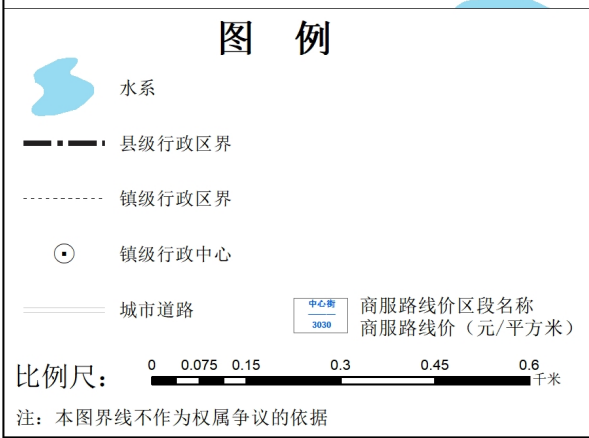 图 例
水系
县级行政区界
镇级行政区界
镇级行政中心
城市道路
中心街
3030
商服路线价区段名称
商服路线价（元/平方米）
比例尺：
0 0.075 0.15 0.3 0.45 0.6
千米
注：本图界线不作为权属争议的依据